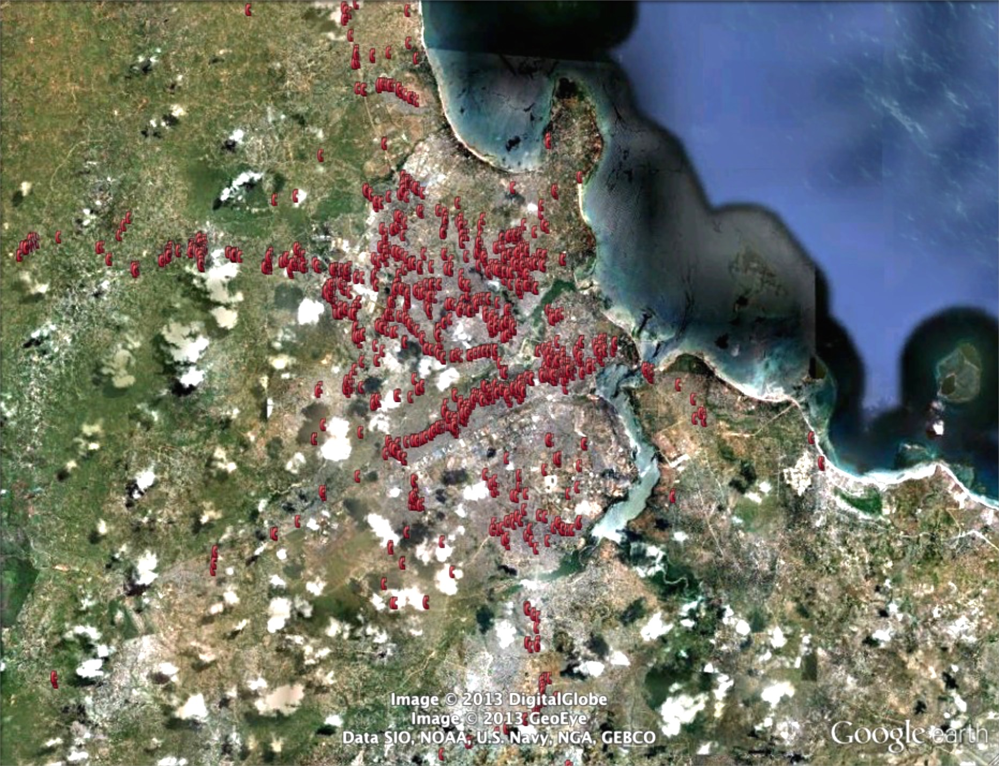 Image © 2013 DigitalGlobe
Image © 2013 GeoEye
Data SIO, NOAA, U.S. Navy, NGA, GEBCO
Google earth